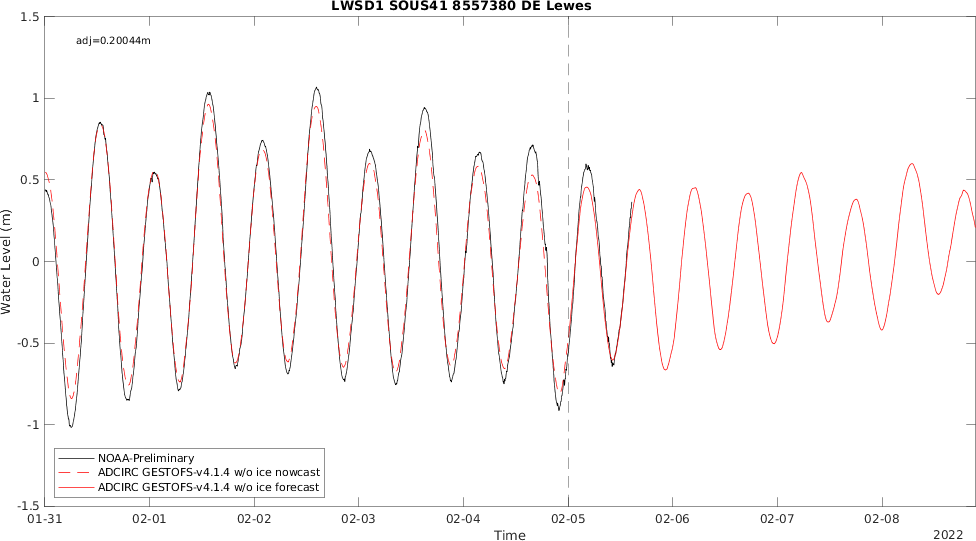 LWSD1 SOUS41 8557380 DE Lewes
adj=0.20044m
1.5
1
0.5
0
-0.5
-1
-1.5
Water Level (m)
NOAA-Preliminary
ADCIRC GESTOFS-v4.1.4 w/o ice nowcast
ADCIRC GESTOFS-v4.1.4 w/o ice forecast
01-31 02-01 02-02 02-03 02-04 02-05 02-06 02-07 02-08
Time
2022